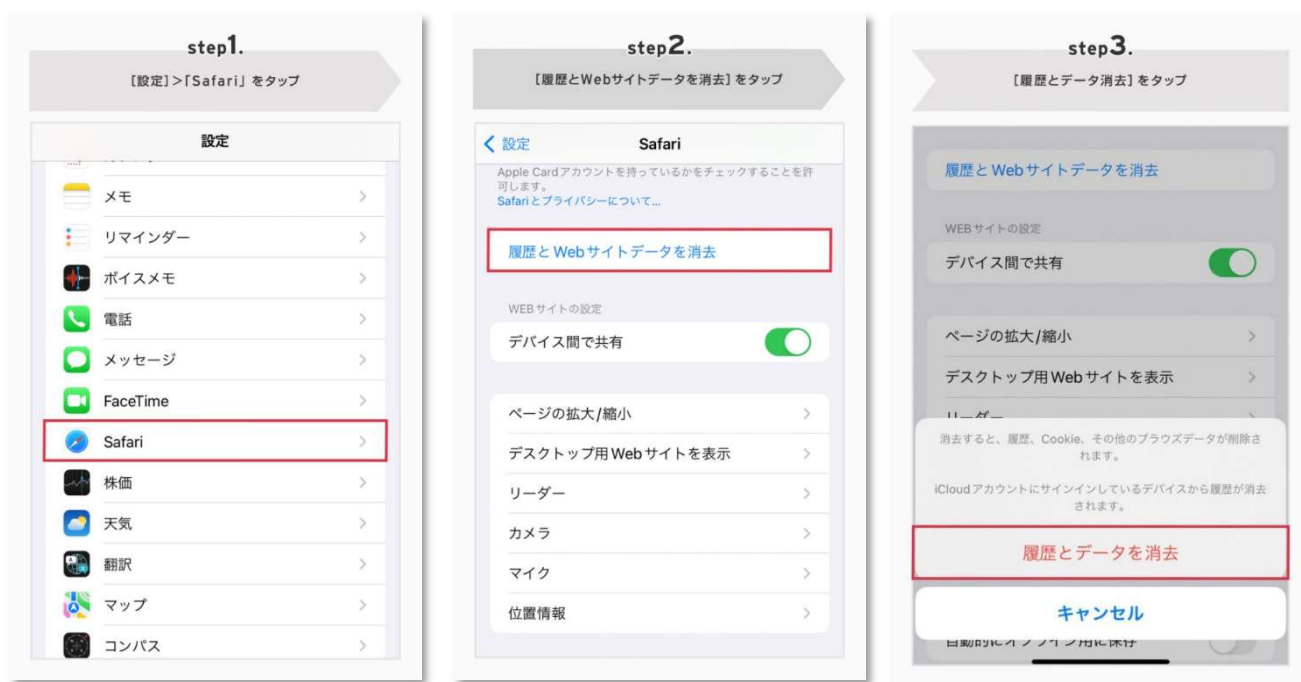 step1.
[設定]>「Safari」をタップ
設定
メモ
リマインダー
ボイスメモ
電話
メッセージ
FaceTime
Safari
株価
天気
翻訳
マップ
コンパス
step2.
[履歴とWebサイトデータを消去] をタップ
設定
Safari
Apple Cardアカウントを持っているかをチェックすることを許
可します。
Safariとプライバシーについて...
履歴とWebサイトデータを消去
WEBサイトの設定
デバイス間で共有
ページの拡大/縮小
デスクトップ用Webサイトを表示
リーダー
カメラ
マイク
位置情報
step3.
[履歴とデータ消去] をタップ
履歴とWebサイトデータを消去
WEBサイトの設定
デバイス間で共有
ページの拡大/縮小
デスクトップ用Webサイトを表示
リーダー
消去すると、履歴、Cookie、その他のブラウズデータが削除さ
れます。
iCloudアカウントにサインインしているデバイスから履歴が消去
されます。
履歴とデータを消去
キャンセル
自動的にオフライン用に保存